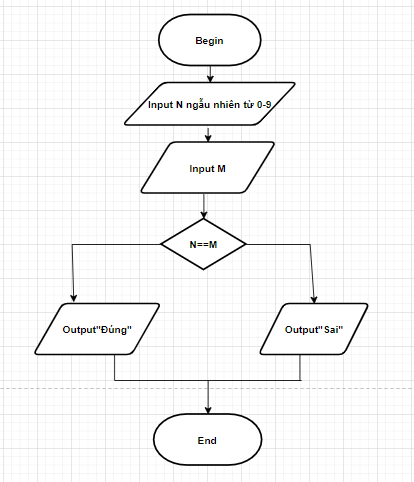 Begin
Input N ngẫu nhiên từ 0-9
Input M
N==M
Output"Đúng"
Output"Sai"
End